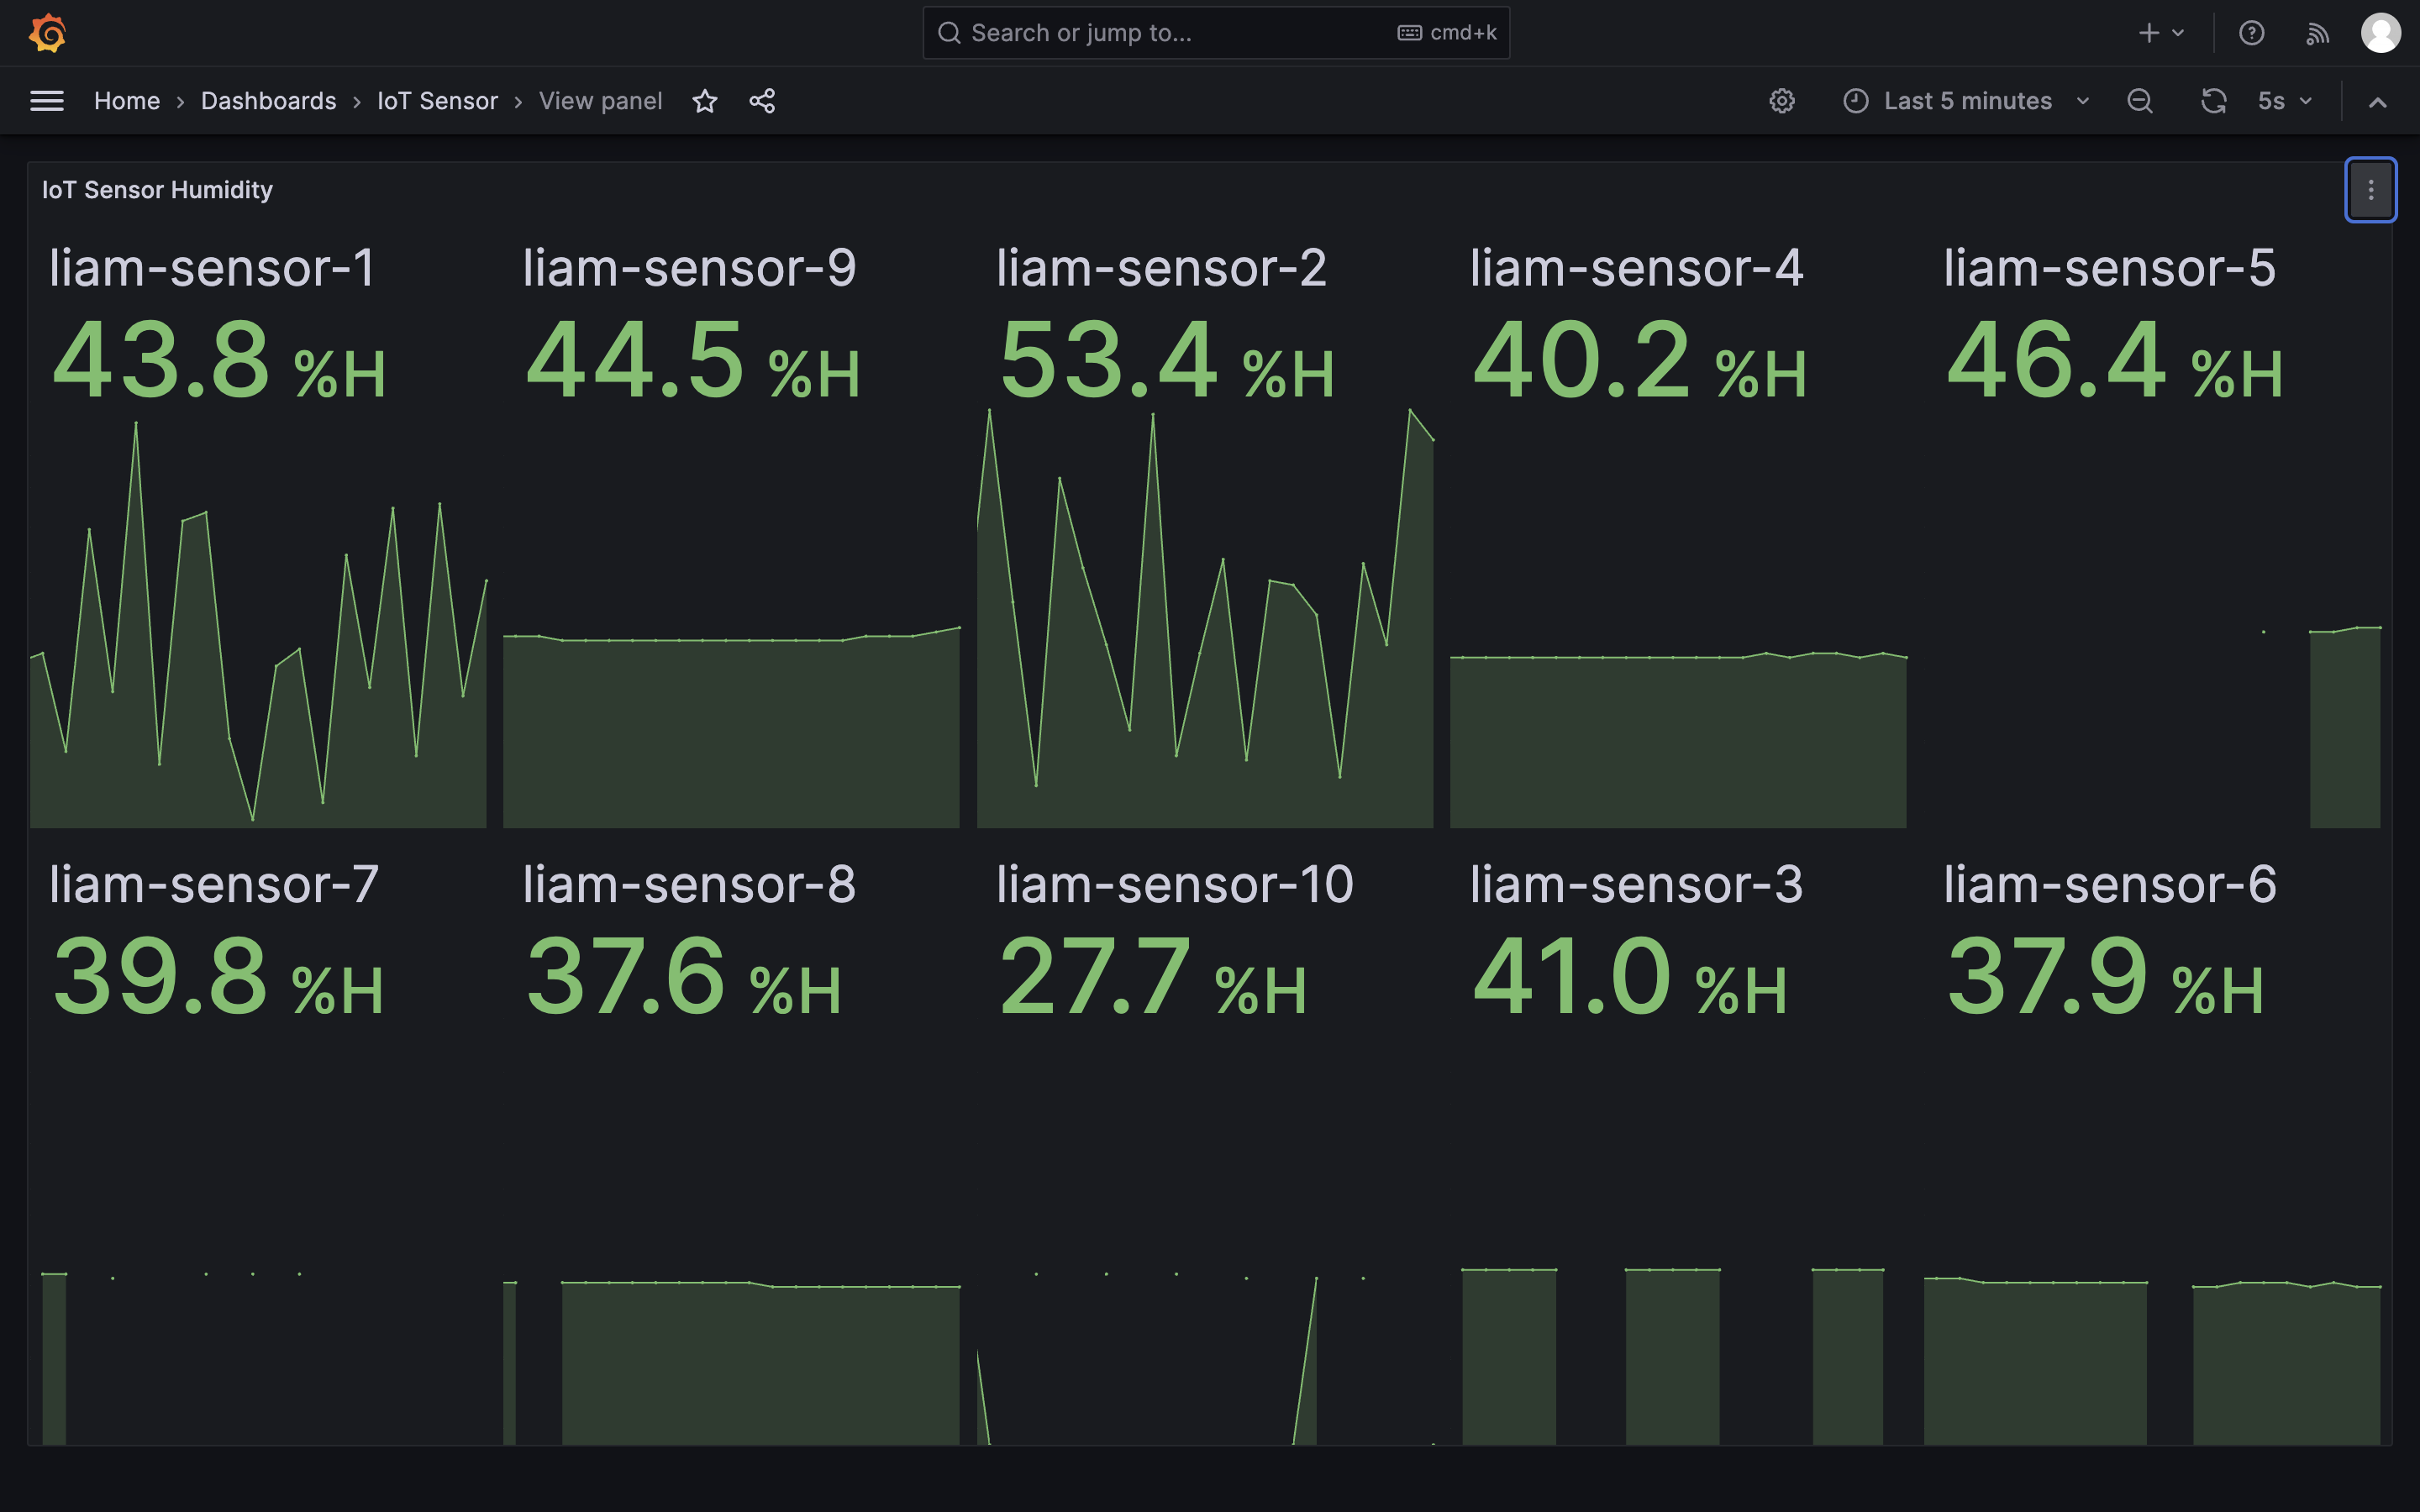 Search or jump to...
cmd+k
Home
Dashboards
IoT Sensor
View panel
Last 5 minutes
5s
IoT Sensor Humidity
liam-sensor-1
43.8 %H
liam-sensor-9
44.5 %H
liam-sensor-2
53.4 %H
liam-sensor-4
40.2 %H
liam-sensor-5
46.4 %H
liam-sensor-7
39.8 %H
liam-sensor-8
37.6 %H
liam-sensor-10
27.7 %H
liam-sensor-3
41.0 %H
liam-sensor-6
37.9 %H